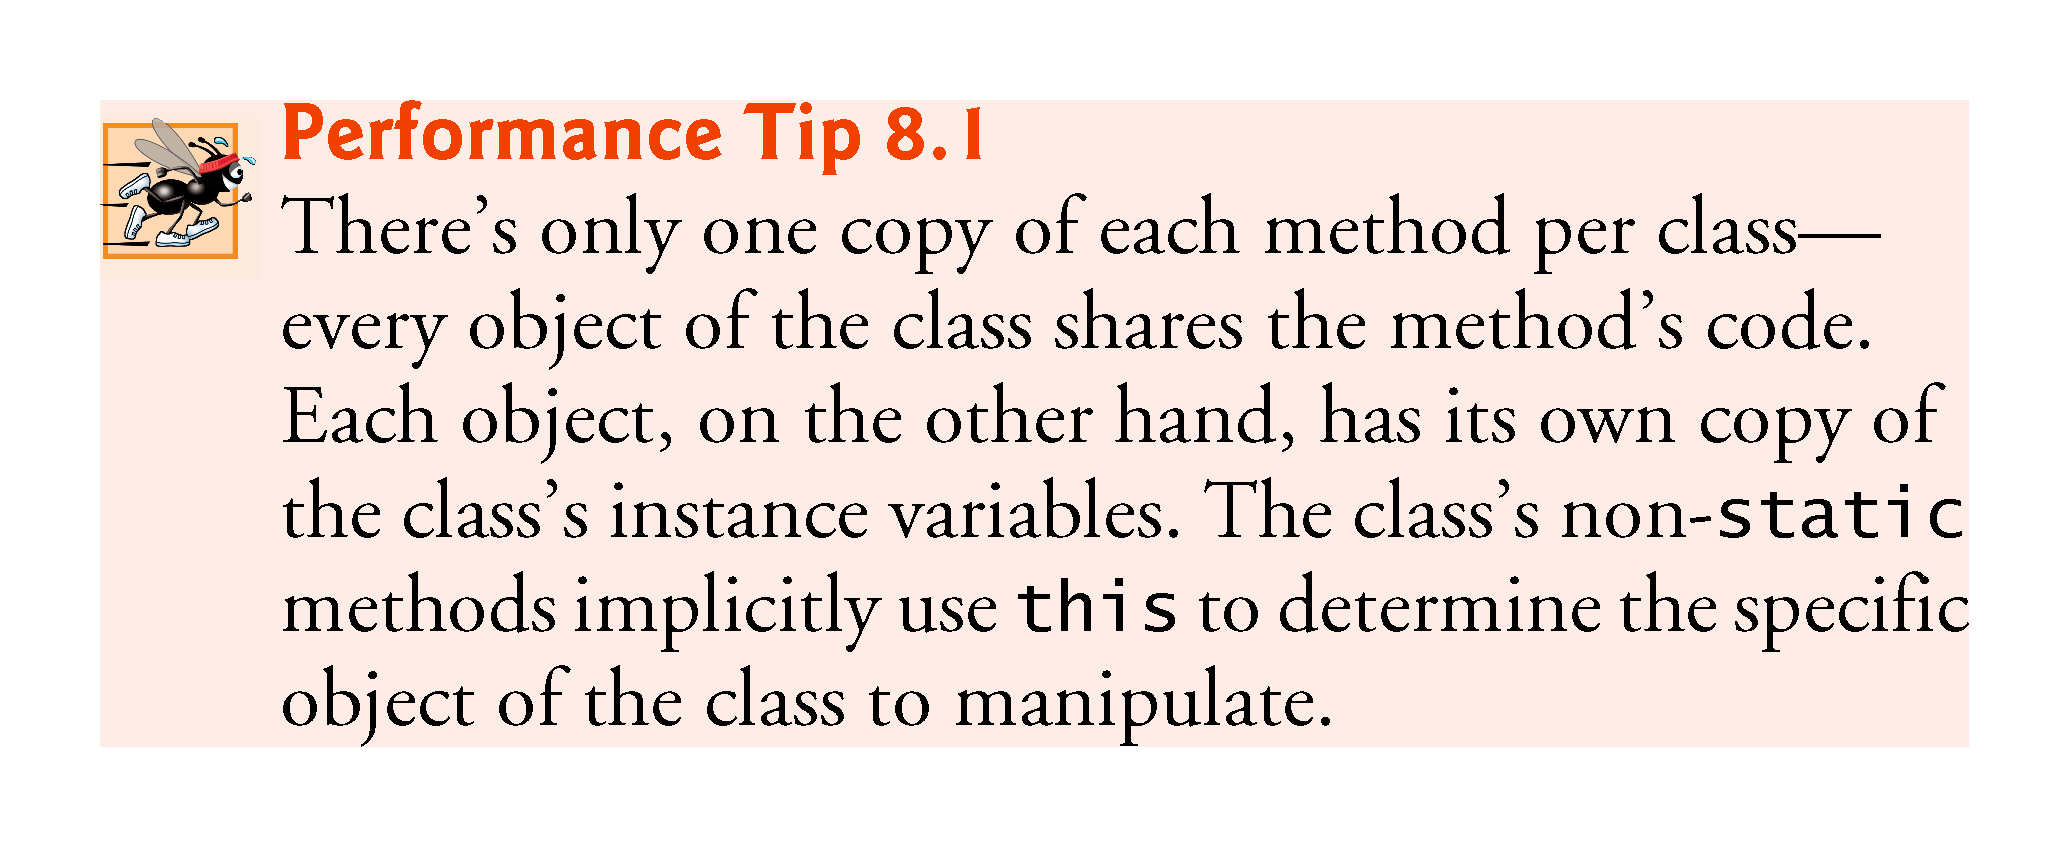 Performance Tip 8.1
There’s only one copy of each method per class—
every object of the class shares the method’s code.
Each object, on the other hand, has its own copy of
the class’s instance variables. The class’s non-static
methods implicitly use this to determine the specific
object of the class to manipulate.